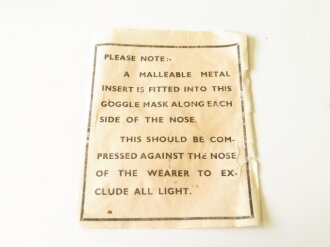 PLEASE NOTE:-
A MALLEABLE METAL
INSERT IS FITTED INTO THIS
GOGGLE MASK ALONG EACH
SIDE OF THE NOSE.
THIS SHOULD BE COM-
PRESSED AGAINST THE NOSE
OF THE WEARER TO EX-
CLUDE ALL LIGHT.